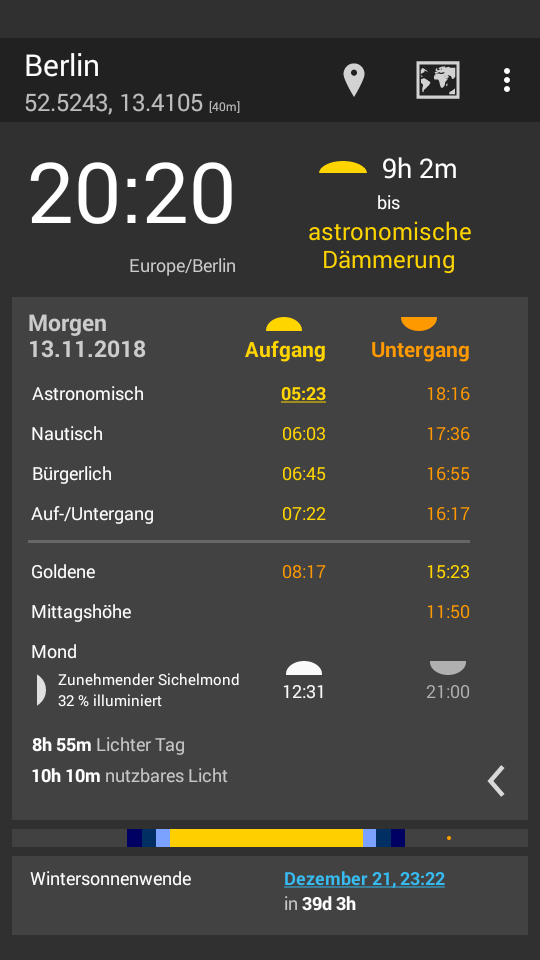 Berlin
52.5243, 13.4105 [40m]
20:20
Europe/Berlin
9h 2m
bis
astronomische
Dämmerung
Morgen
13.11.2018
Aufgang Untergang
Astronomisch 05:23 18:16
Nautisch 06:03 17:36
Bürgerlich 06:45 16:55
Auf-/Untergang 07:22 16:17
Goldene 08:17 15:23
Mittagshöhe 11:50
Mond
Zunehmender Sichelmond
32 % illuminiert
12:31 21:00
8h 55m Lichter Tag
10h 10m nutzbares Licht
Wintersonnenwende Dezember 21, 23:22
in 39d 3h